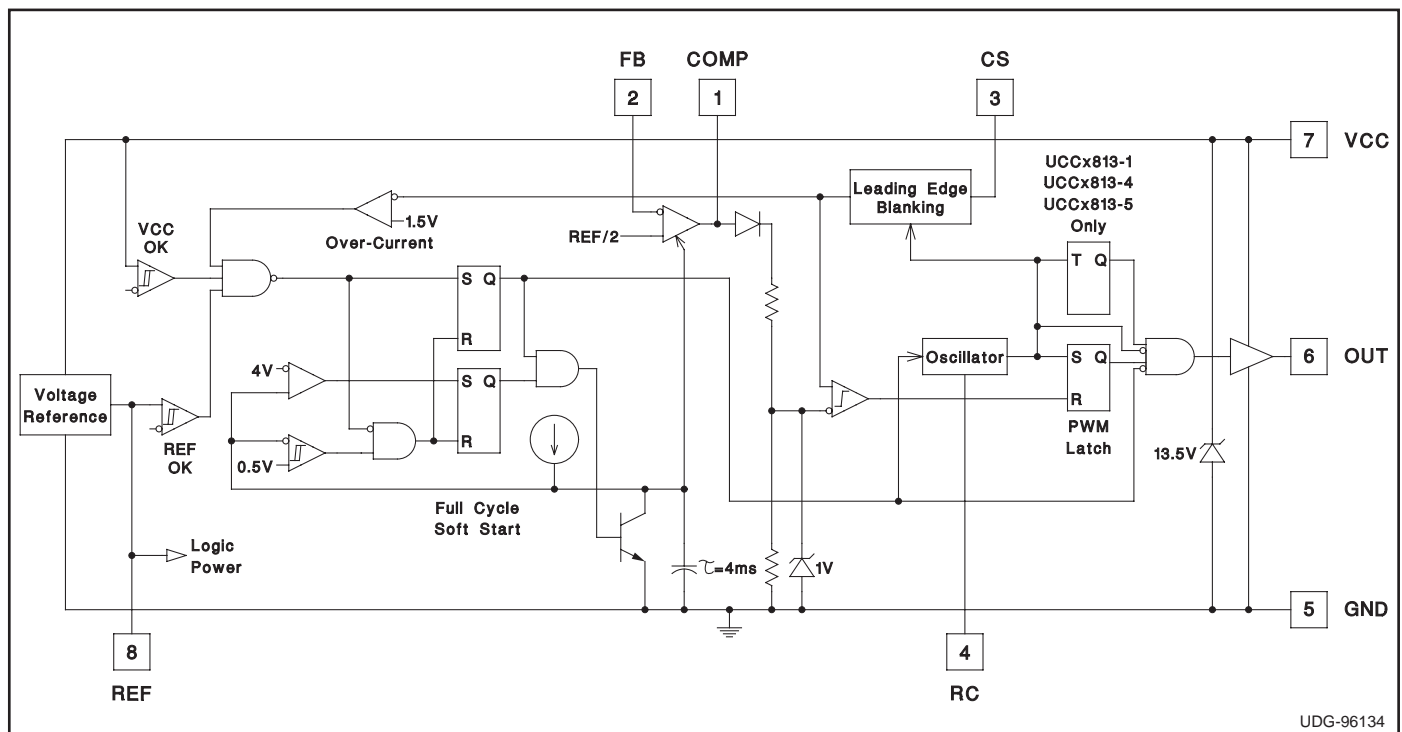 FB
COMP
CS
2
1
3
7
VCC
UCCx813-1
UCCx813-4
UCCx813-5
Only
Leading Edge
Blanking
1.5V
Over-Current
VCC
OK
REF/2
T Q
S Q
R
4V
S Q
R
Oscillator
S Q
R
PWM
Latch
6
OUT
Voltage
Reference
REF
OK
0.5V
13.5V
Full Cycle
Soft Start
Logic
Power
τ=4ms
1V
5
GND
8
4
REF
RC
UDG-96134